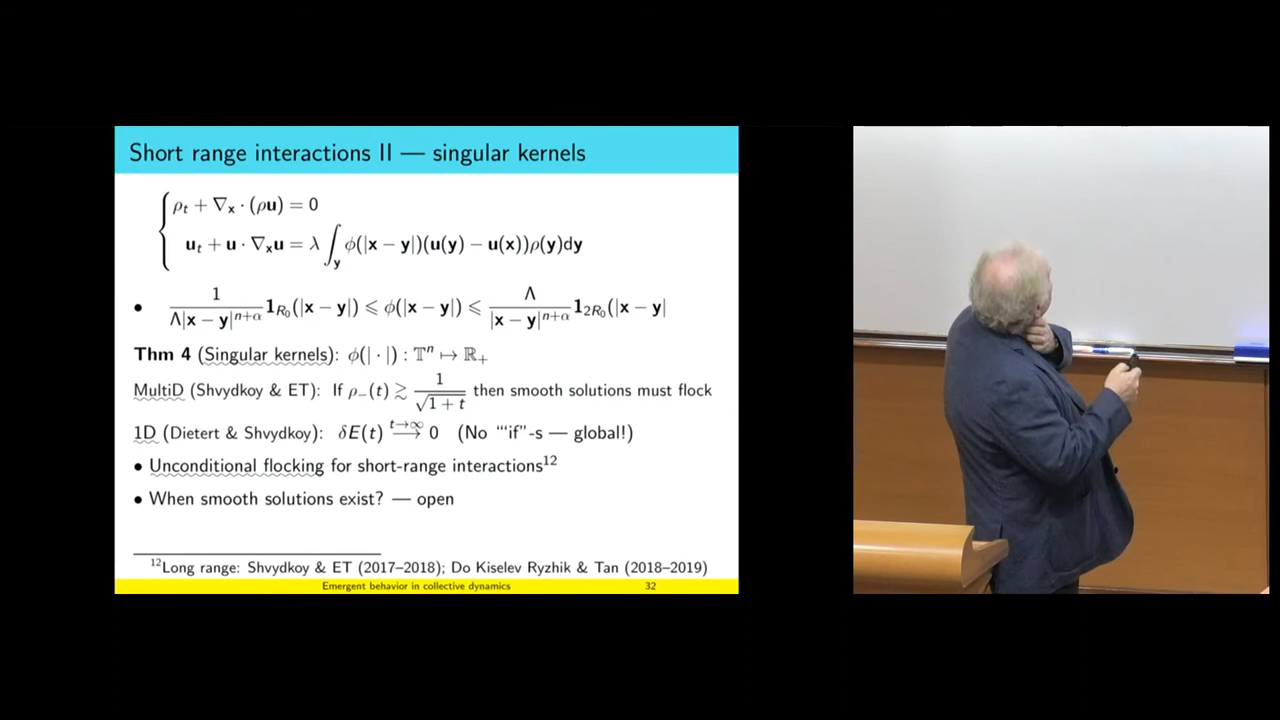 Short range interactions II — singular kernels
ρₜ + ∇ₓ · (ρu) = 0
uₜ + u · ∇ₓu = λ ∫_y ϕ(|x − y|)(u(y) − u(x))ρ(y)dy
• 1/(Λ|x − y|^{n+α}) 1_{R₀}(|x − y|) ⩽ ϕ(|x − y|) ⩽ Λ/(|x − y|^{n+α}) 1_{2R₀}(|x − y|
Thm 4 (Singular kernels): ϕ(| · |) : 𝕋ⁿ ↦ ℝ₊
MultiD (Shvydkoy & ET): If ρ₋(t) ≳ 1/√(1 + t) then smooth solutions must flock
1D (Dietert & Shvydkoy): δE(t) →^{t→∞} 0 (No “‘if”-s — global!)
• Unconditional flocking for short-range interactions¹²
• When smooth solutions exist? — open
¹²Long range: Shvydkoy & ET (2017–2018); Do Kiselev Ryzhik & Tan (2018–2019)
Emergent behavior in collective dynamics 32